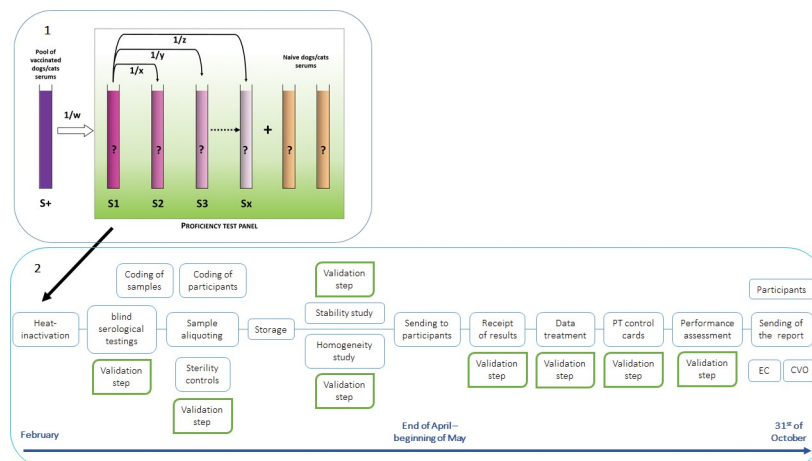 1
Pool of
vaccinated
dogs/cats
serums
1/z
1/y
1/x
Naive dogs/cats
serums
1/w
+
? ? ? ? ? ?
S+ S1 S2 S3 Sx
PROFICIENCY TEST PANEL
2
Coding of
samples
Coding of
participants
Validation
step
Participants
Heat-
inactivation
blind
serological
testings
Sample
aliquoting
Storage
Stability study
Homogeneity
study
Sending to
participants
Receipt
of results
Data
treatment
PT control
cards
Performance
assessment
Sending of
the report
Validation
step
Sterility
controls
Validation
step
Validation
step
Validation
step
Validation
step
Validation
step
Validation
step
EC
CVO
February
End of April–
beginning of May
31st of
October